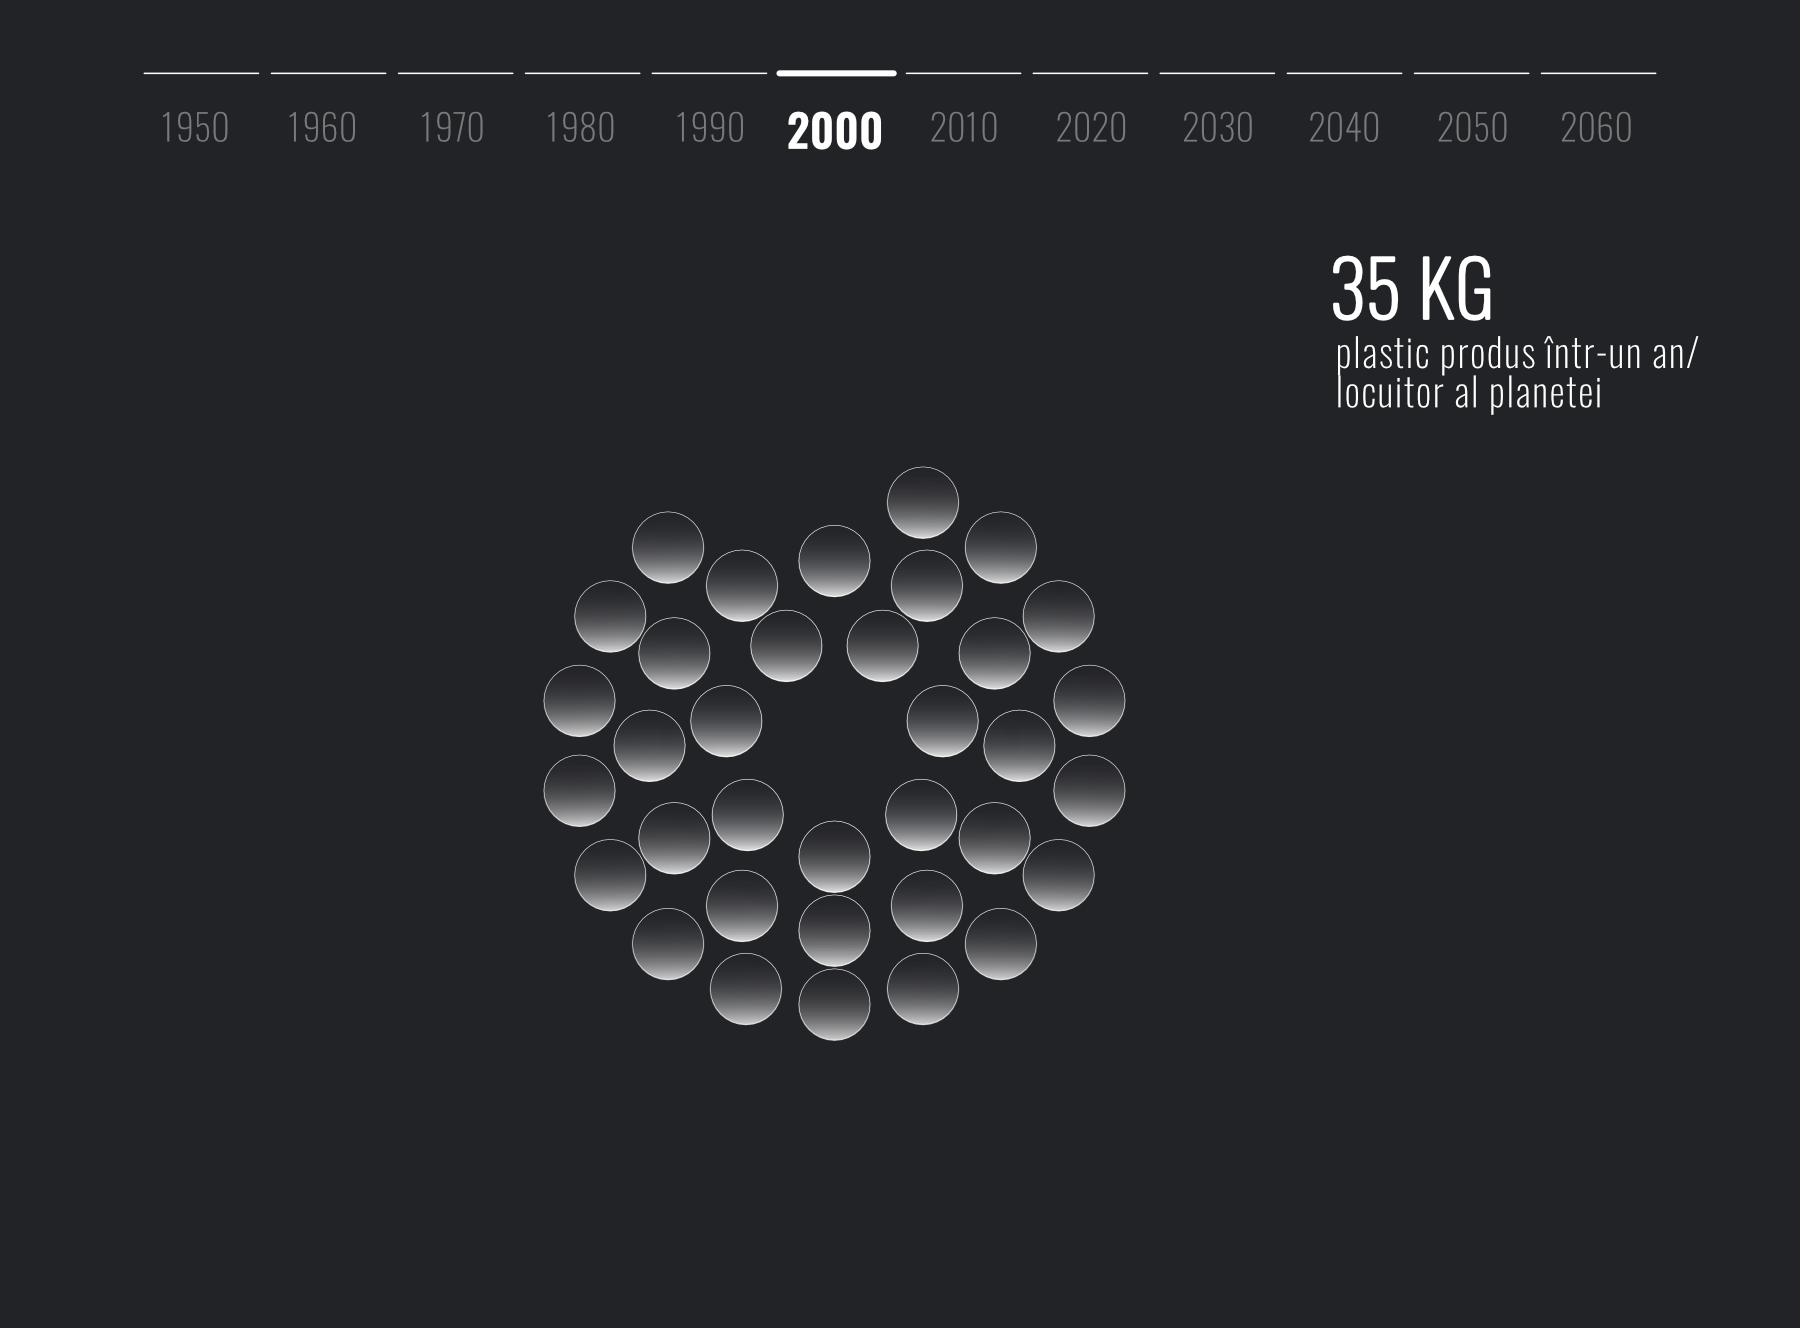 1950 1960 1970 1980 1990 2000 2010 2020 2030 2040 2050 2060
35 KG
plastic produs într-un an/
locuitor al planetei